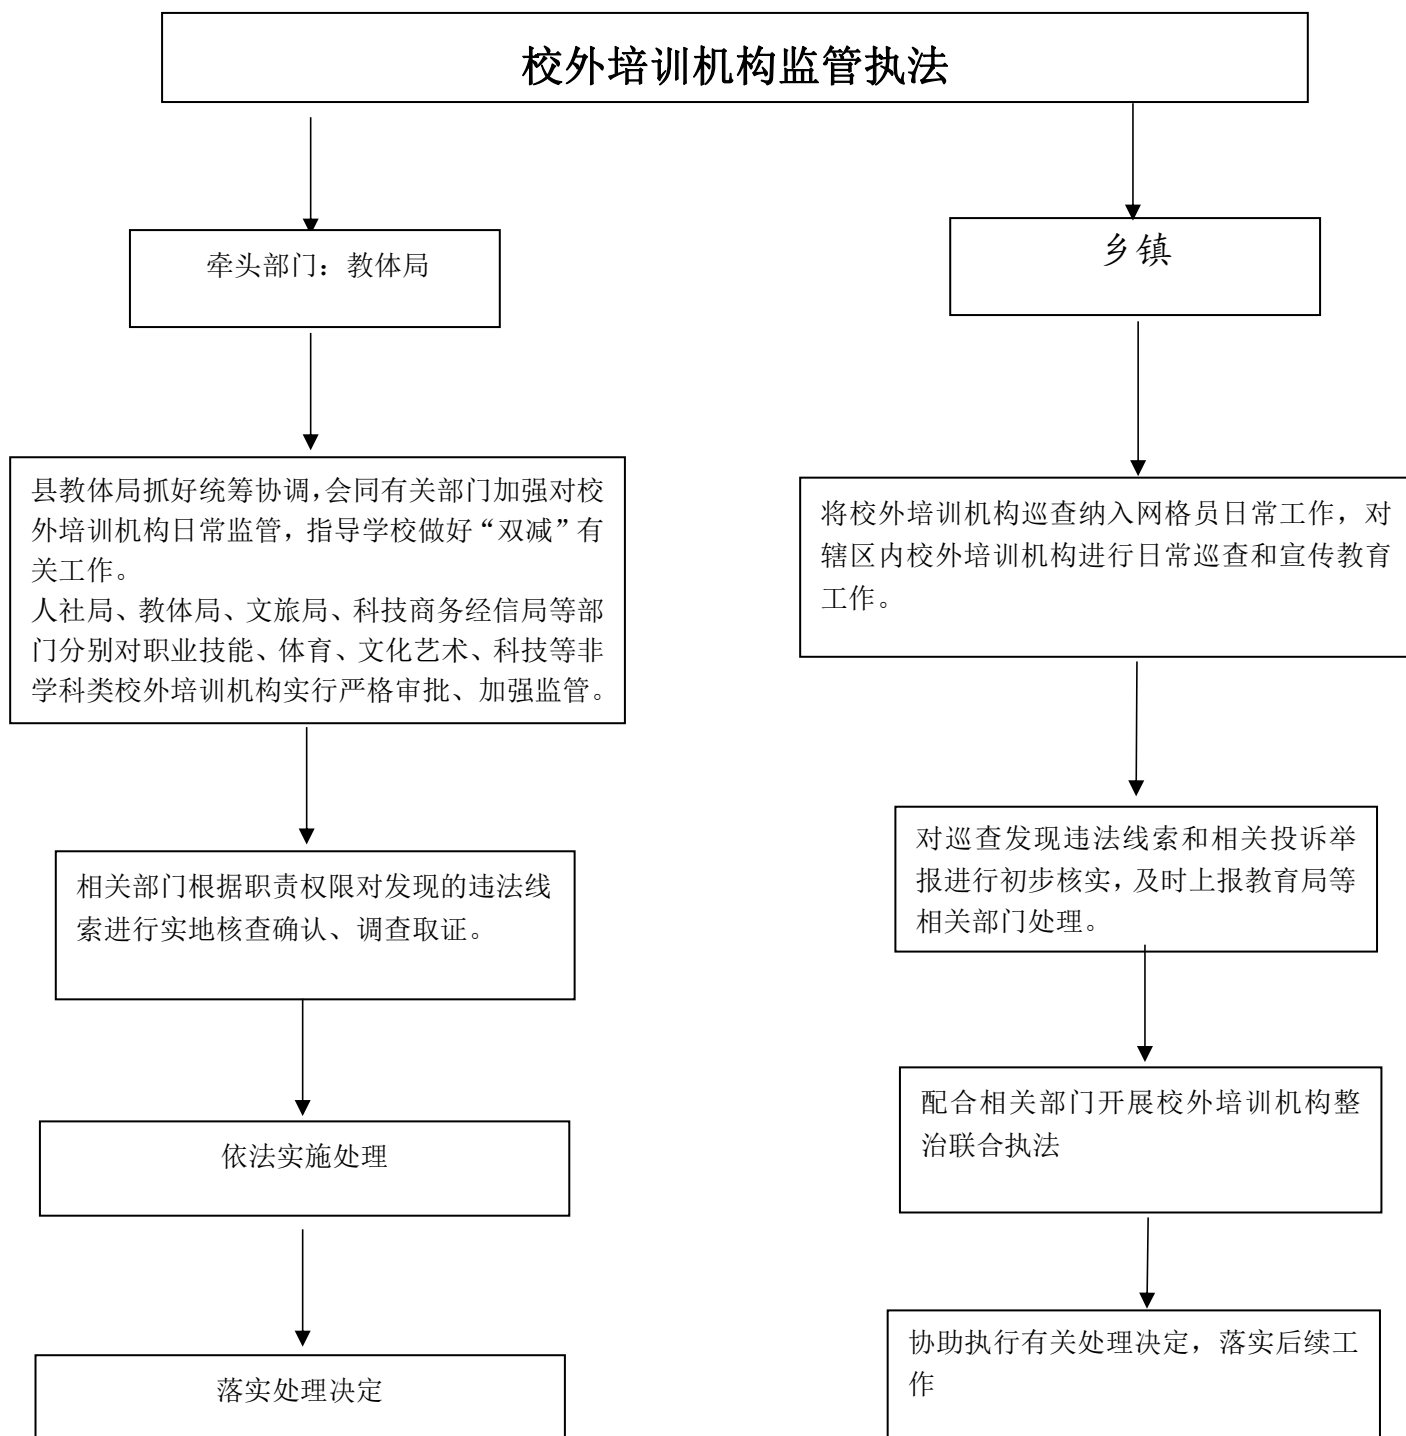 校外培训机构监管执法
牵头部门：教体局
县教体局抓好统筹协调，会同有关部门加强对校
外培训机构日常监管，指导学校做好“双减”有
关工作。
人社局、教体局、文旅局、科技商务经信局等部
门分别对职业技能、体育、文化艺术、科技等非
学科类校外培训机构实行严格审批、加强监管。
相关部门根据职责权限对发现的违法线
索进行实地核查确认、调查取证。
依法实施处理
落实处理决定
乡镇
将校外培训机构巡查纳入网格员日常工作，对
辖区内校外培训机构进行日常巡查和宣传教育
工作。
对巡查发现违法线索和相关投诉举
报进行初步核实，及时上报教育局等
相关部门处理。
配合相关部门开展校外培训机构整
治联合执法
协助执行有关处理决定，落实后续工
作